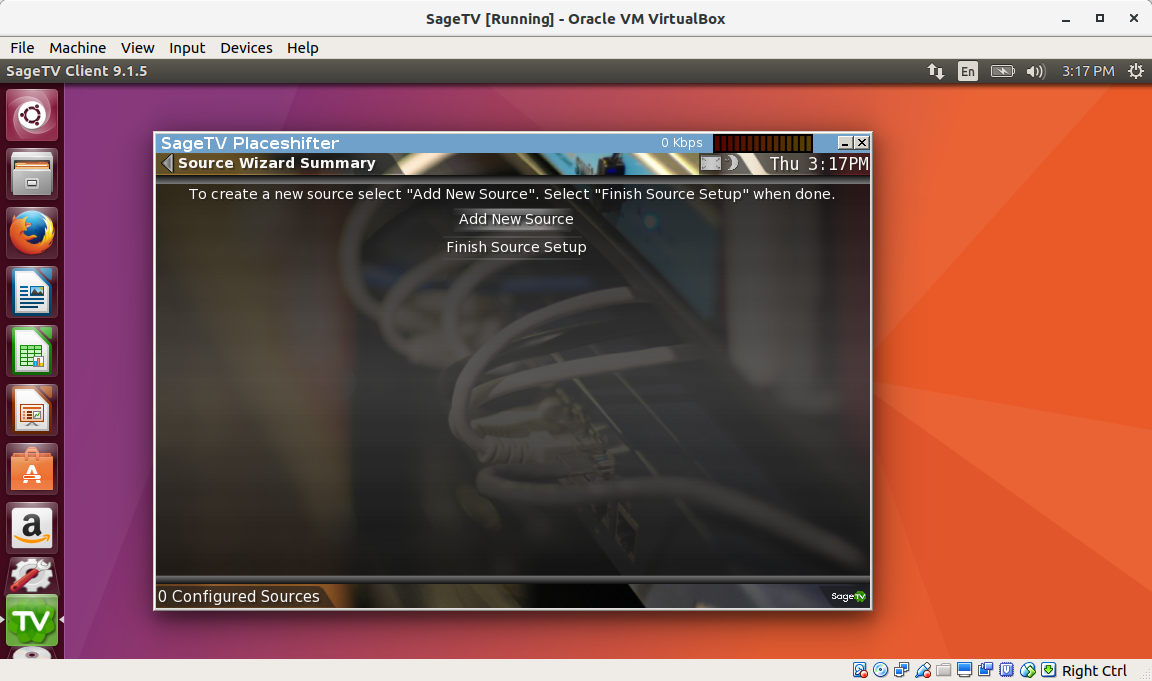 SageTV [Running] - Oracle VM VirtualBox
File Machine View Input Devices Help
SageTV Client 9.1.5
En
3:17 PM
SageTV Placeshifter
0 Kbps
Source Wizard Summary
Thu 3:17PM
To create a new source select "Add New Source". Select "Finish Source Setup" when done.
Add New Source
Finish Source Setup
0 Configured Sources
SageTV
A
a
TV
Right Ctrl